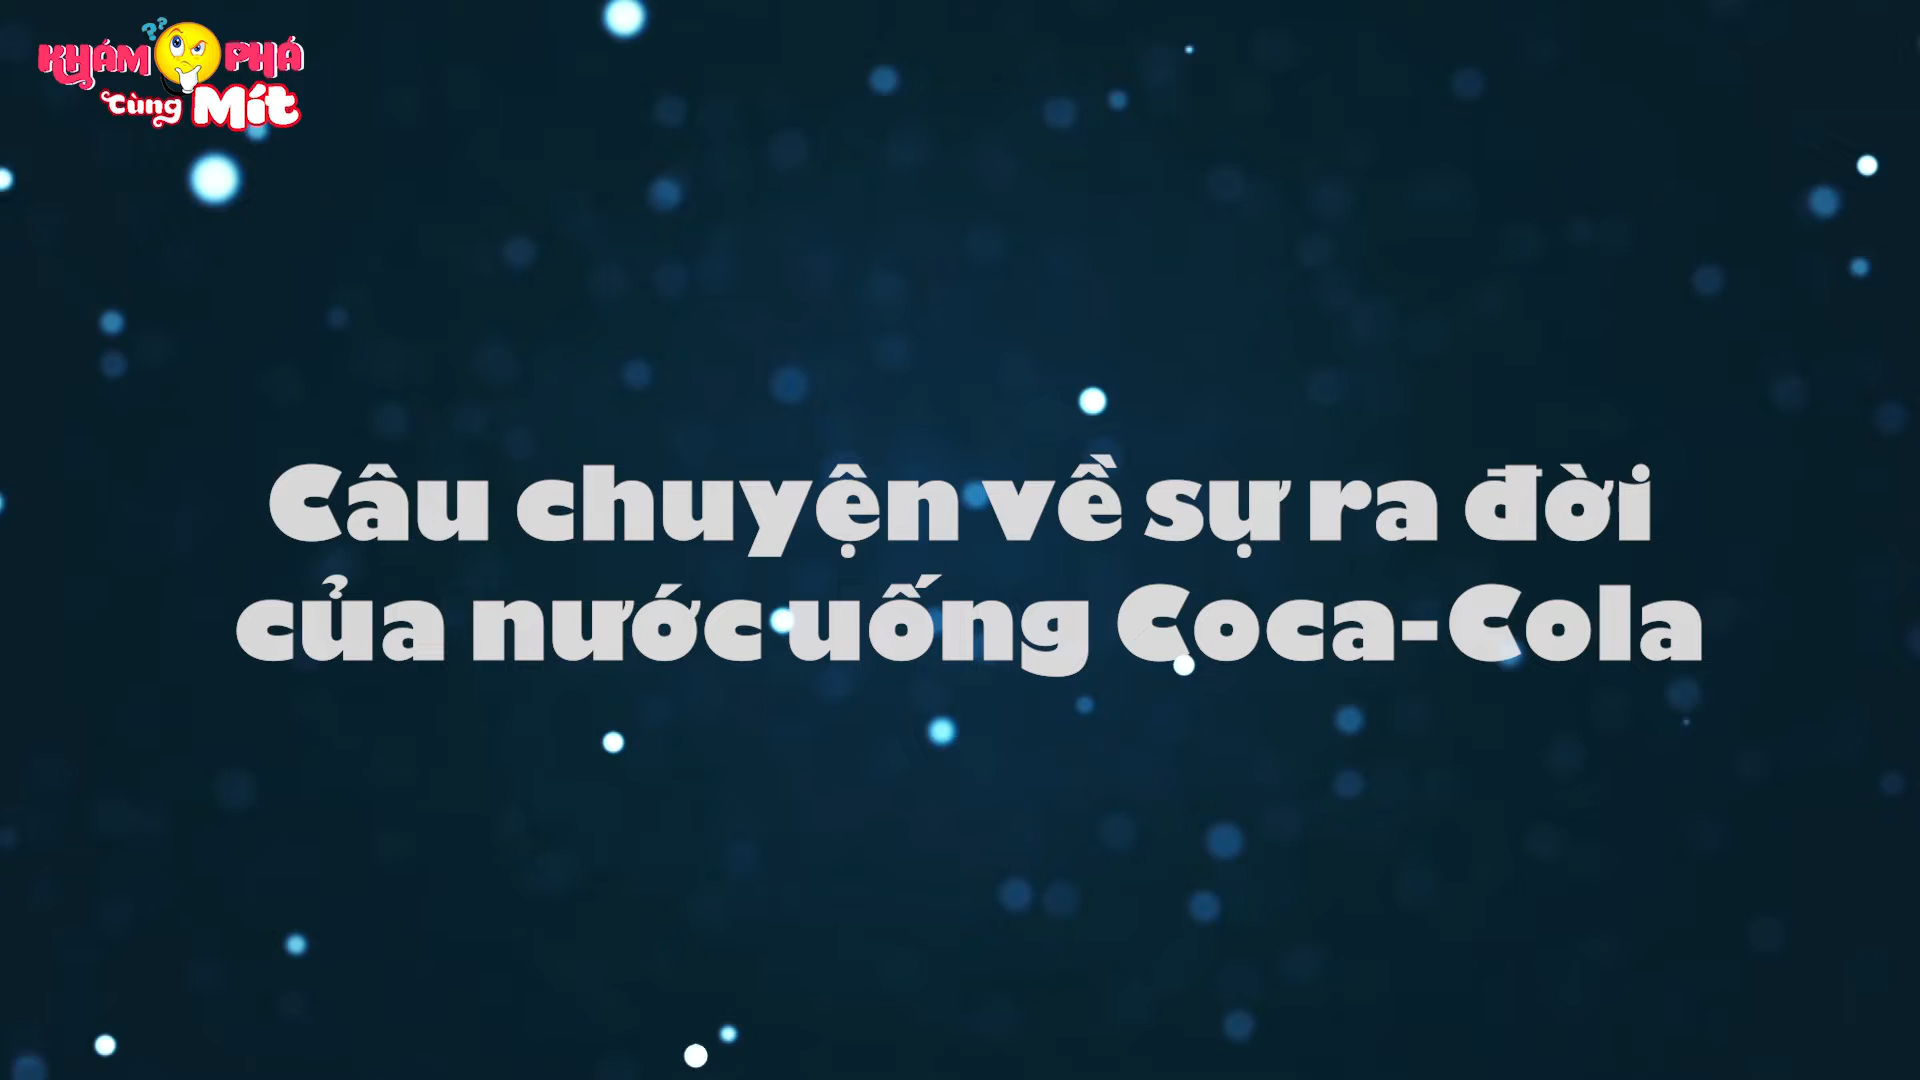 KHÁM PHÁ
Cùng Mít
Câu chuyện về sự ra đời
của nước uống Coca-Cola